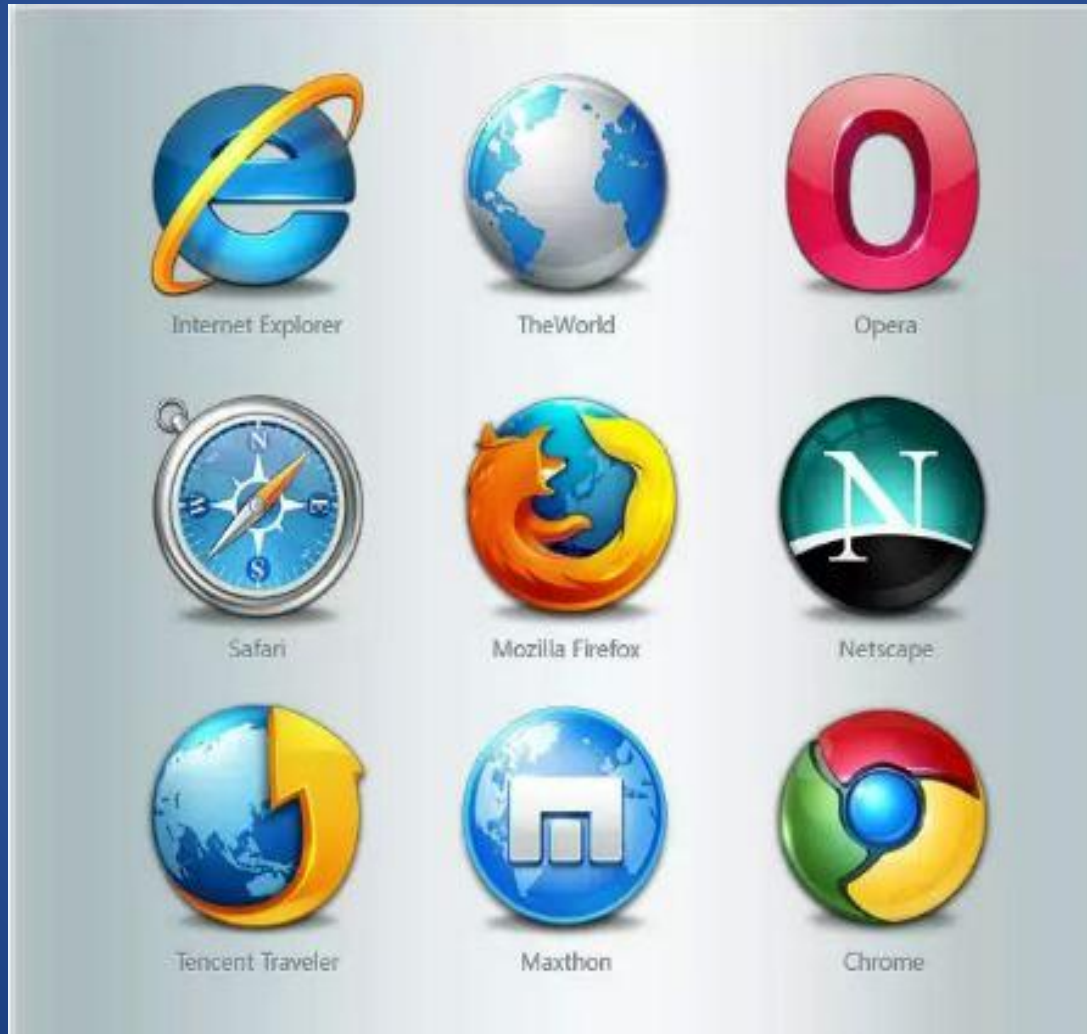 Internet Explorer
TheWorld
Opera
N
W
E
S
Safari
Mozilla Firefox
N
Netscape
Tencent Traveler
Maxthon
Chrome